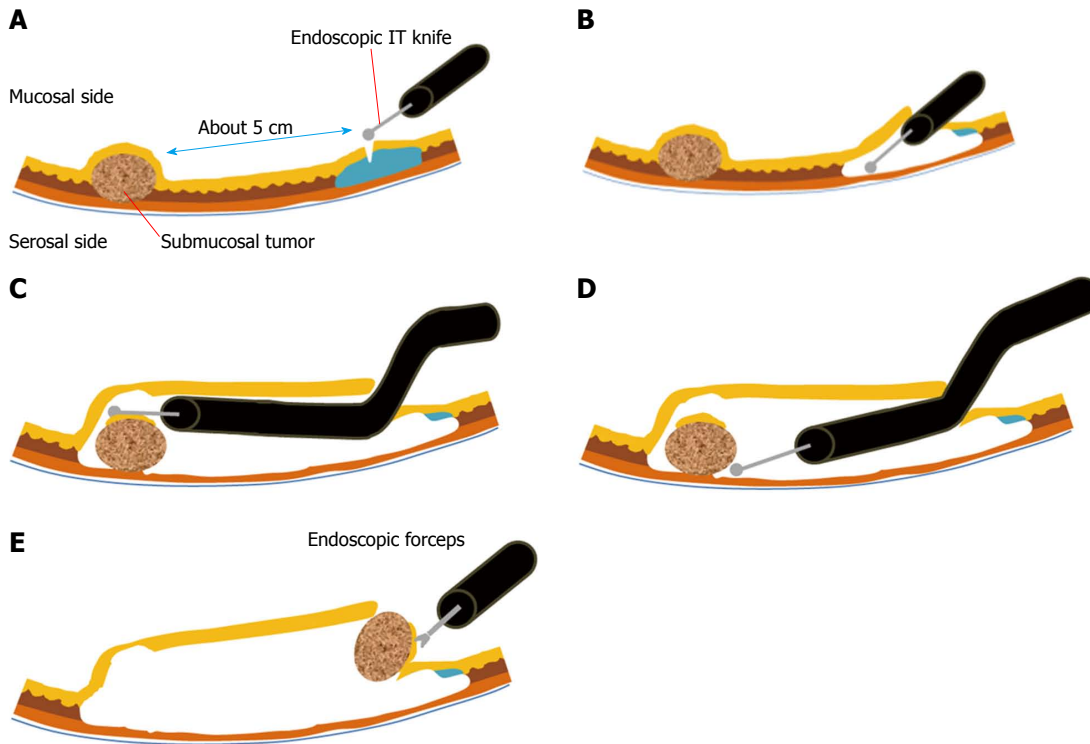 A
Endoscopic IT knife
Mucosal side
About 5 cm
Serosal side
Submucosal tumor
B
C
D
E
Endoscopic forceps